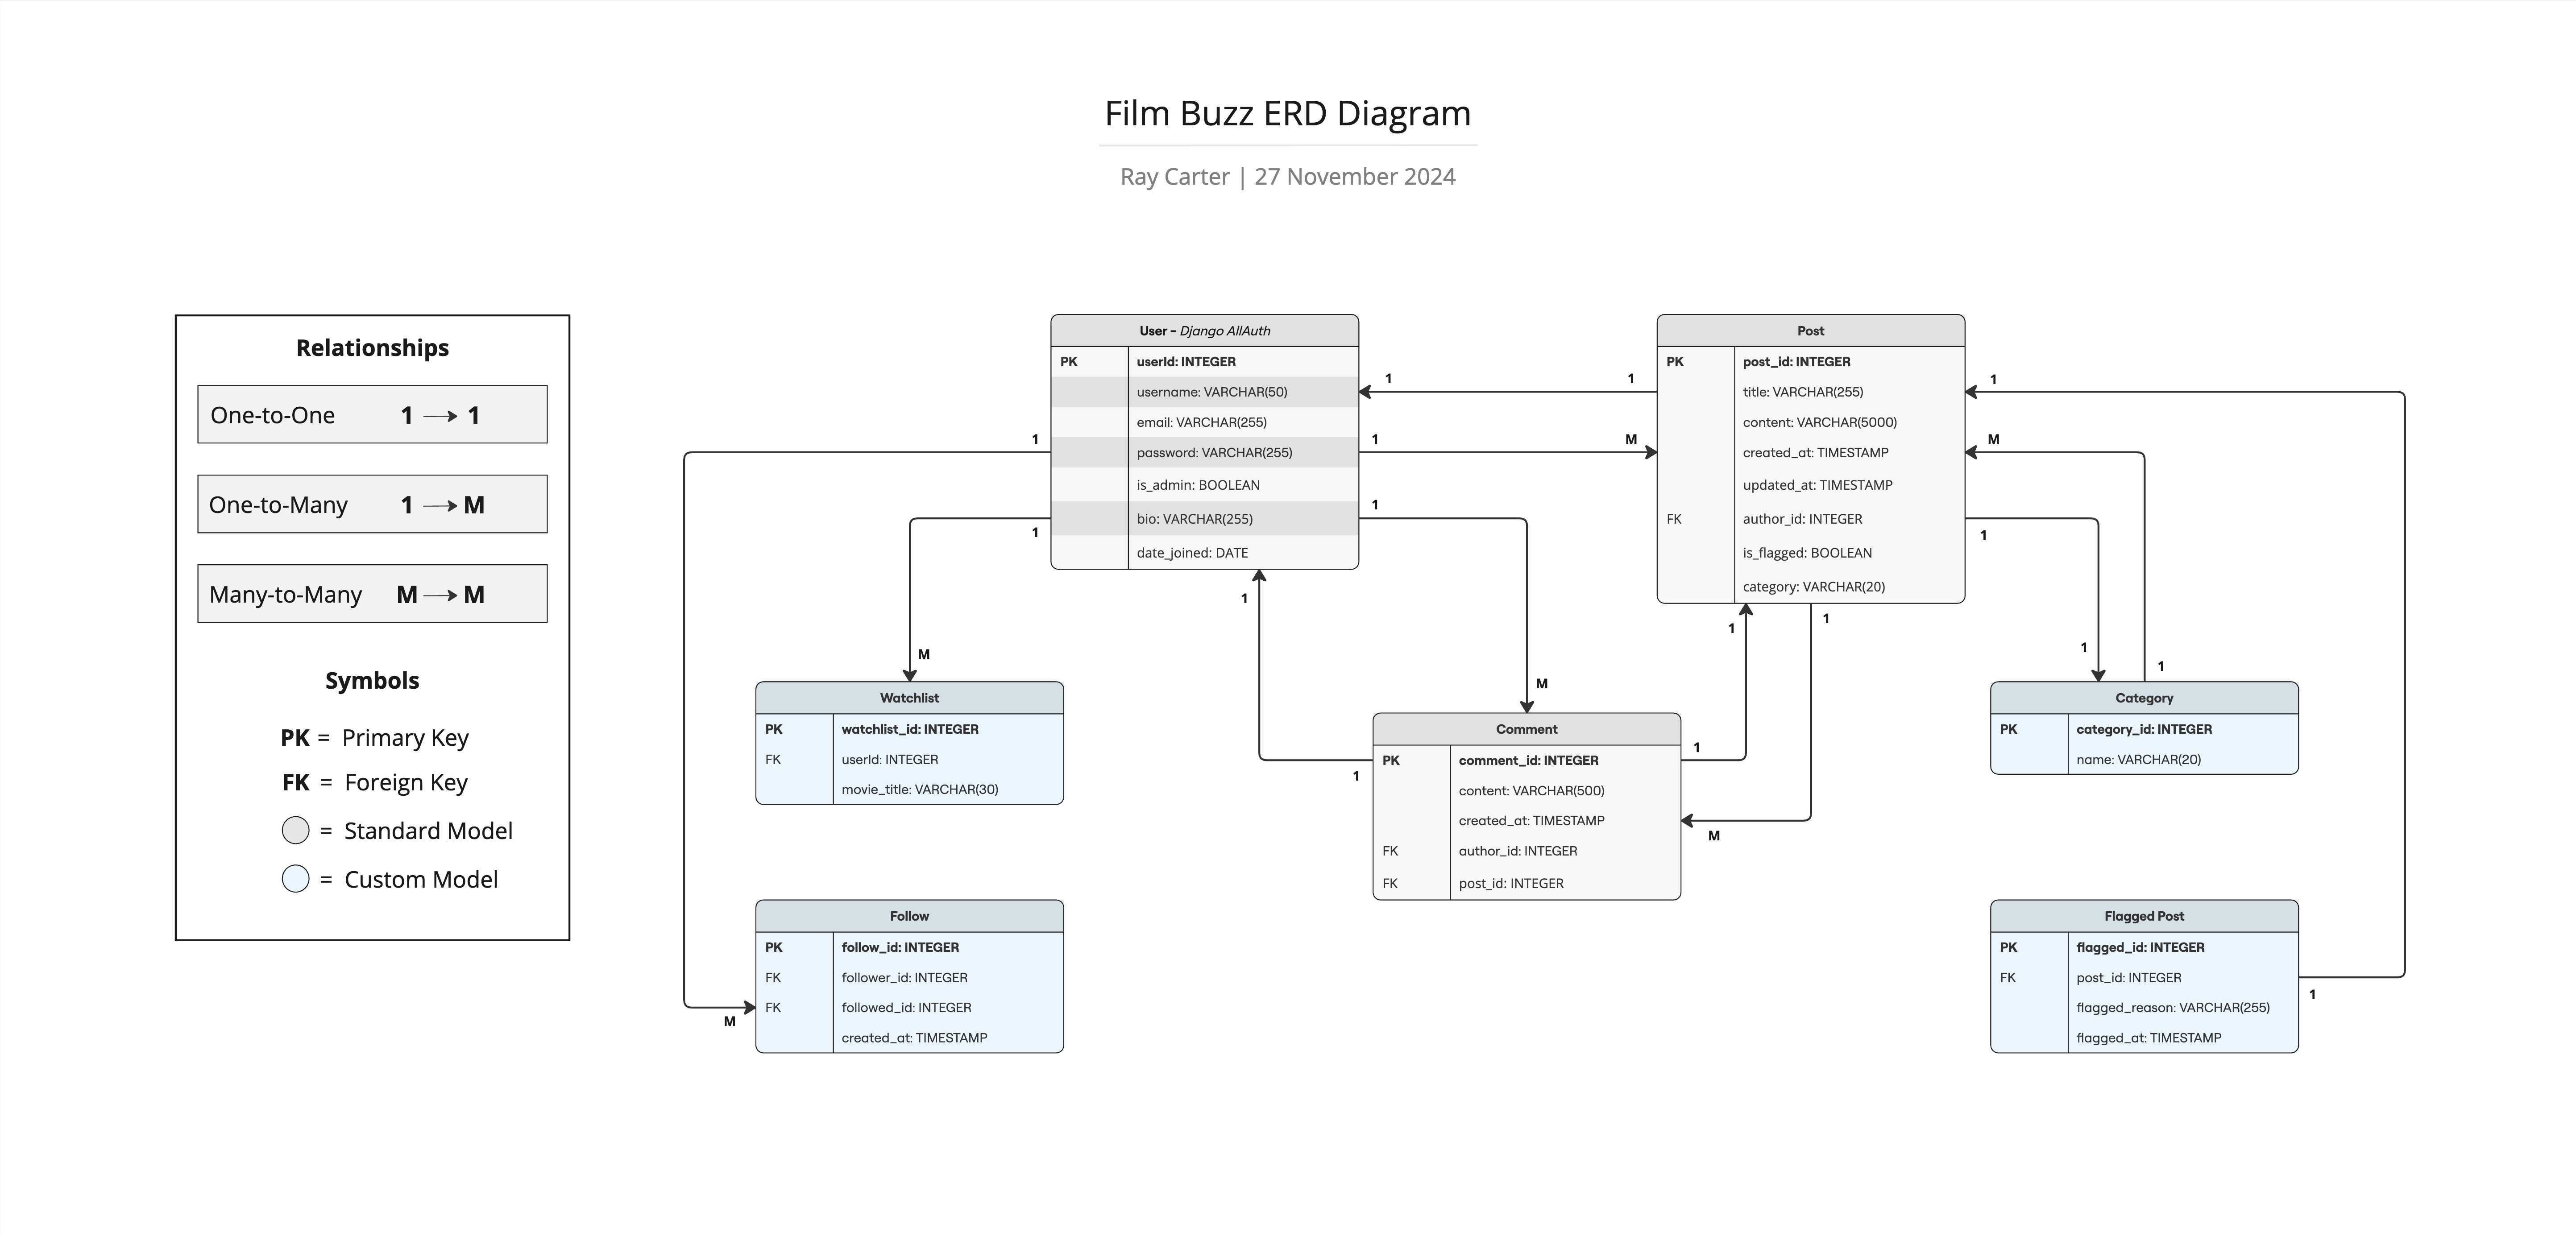 Film Buzz ERD Diagram
Ray Carter | 27 November 2024
Relationships
One-to-One 1 → 1
One-to-Many 1 → M
Many-to-Many M → M
Symbols
PK = Primary Key
FK = Foreign Key
= Standard Model
= Custom Model
User - Django AllAuth
PK userId: INTEGER
username: VARCHAR(50)
email: VARCHAR(255)
password: VARCHAR(255)
is_admin: BOOLEAN
bio: VARCHAR(255)
date_joined: DATE
1
1
1
1
1
1
1
M
Post
PK post_id: INTEGER
title: VARCHAR(255)
content: VARCHAR(5000)
created_at: TIMESTAMP
updated_at: TIMESTAMP
FK author_id: INTEGER
is_flagged: BOOLEAN
category: VARCHAR(20)
1
M
1
1
1
M
M
1
1
Watchlist
PK watchlist_id: INTEGER
FK userId: INTEGER
movie_title: VARCHAR(30)
Comment
PK comment_id: INTEGER
content: VARCHAR(500)
created_at: TIMESTAMP
FK author_id: INTEGER
FK post_id: INTEGER
1
1
M
Category
PK category_id: INTEGER
name: VARCHAR(20)
Follow
PK follow_id: INTEGER
FK follower_id: INTEGER
FK followed_id: INTEGER
created_at: TIMESTAMP
M
Flagged Post
PK flagged_id: INTEGER
FK post_id: INTEGER
flagged_reason: VARCHAR(255)
flagged_at: TIMESTAMP
1